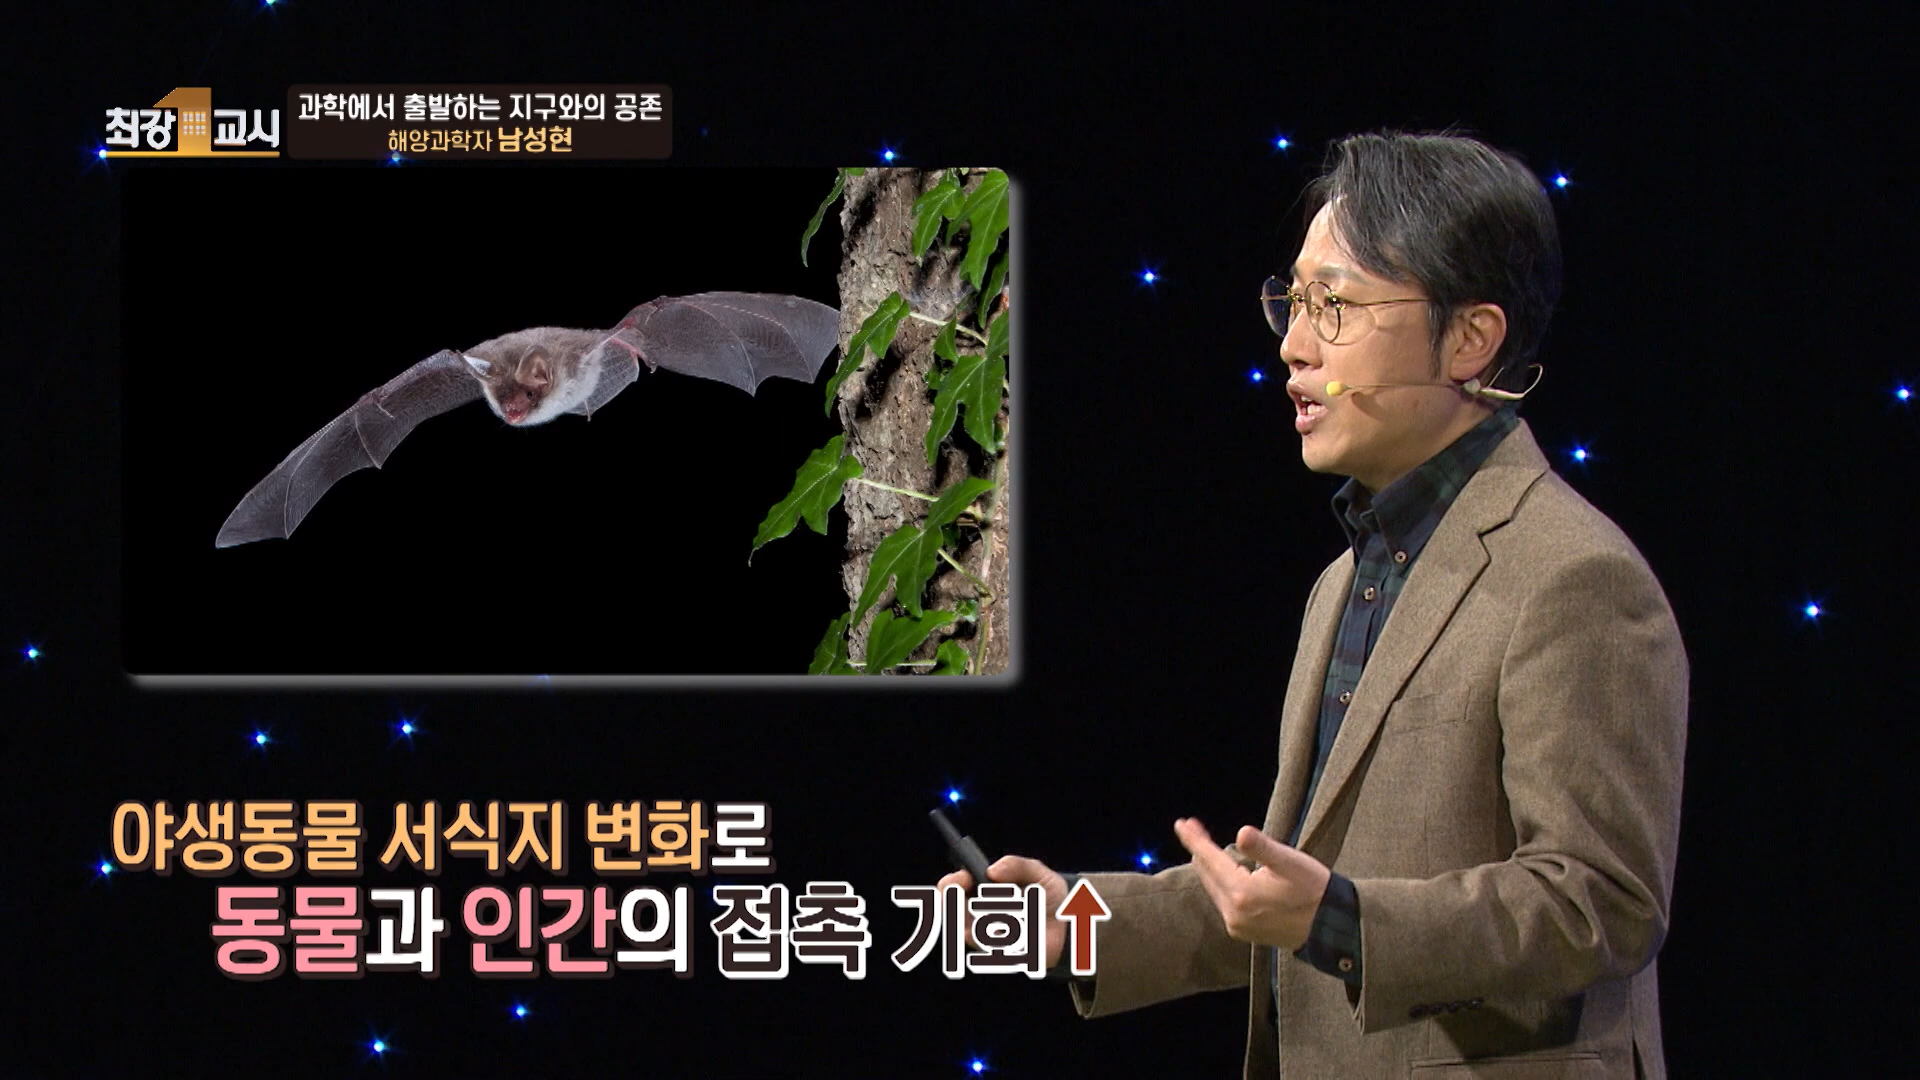 최강1교시
과학에서 출발하는 지구와의 공존
해양과학자 남성현
야생동물 서식지 변화로
동물과 인간의 접촉 기회↑